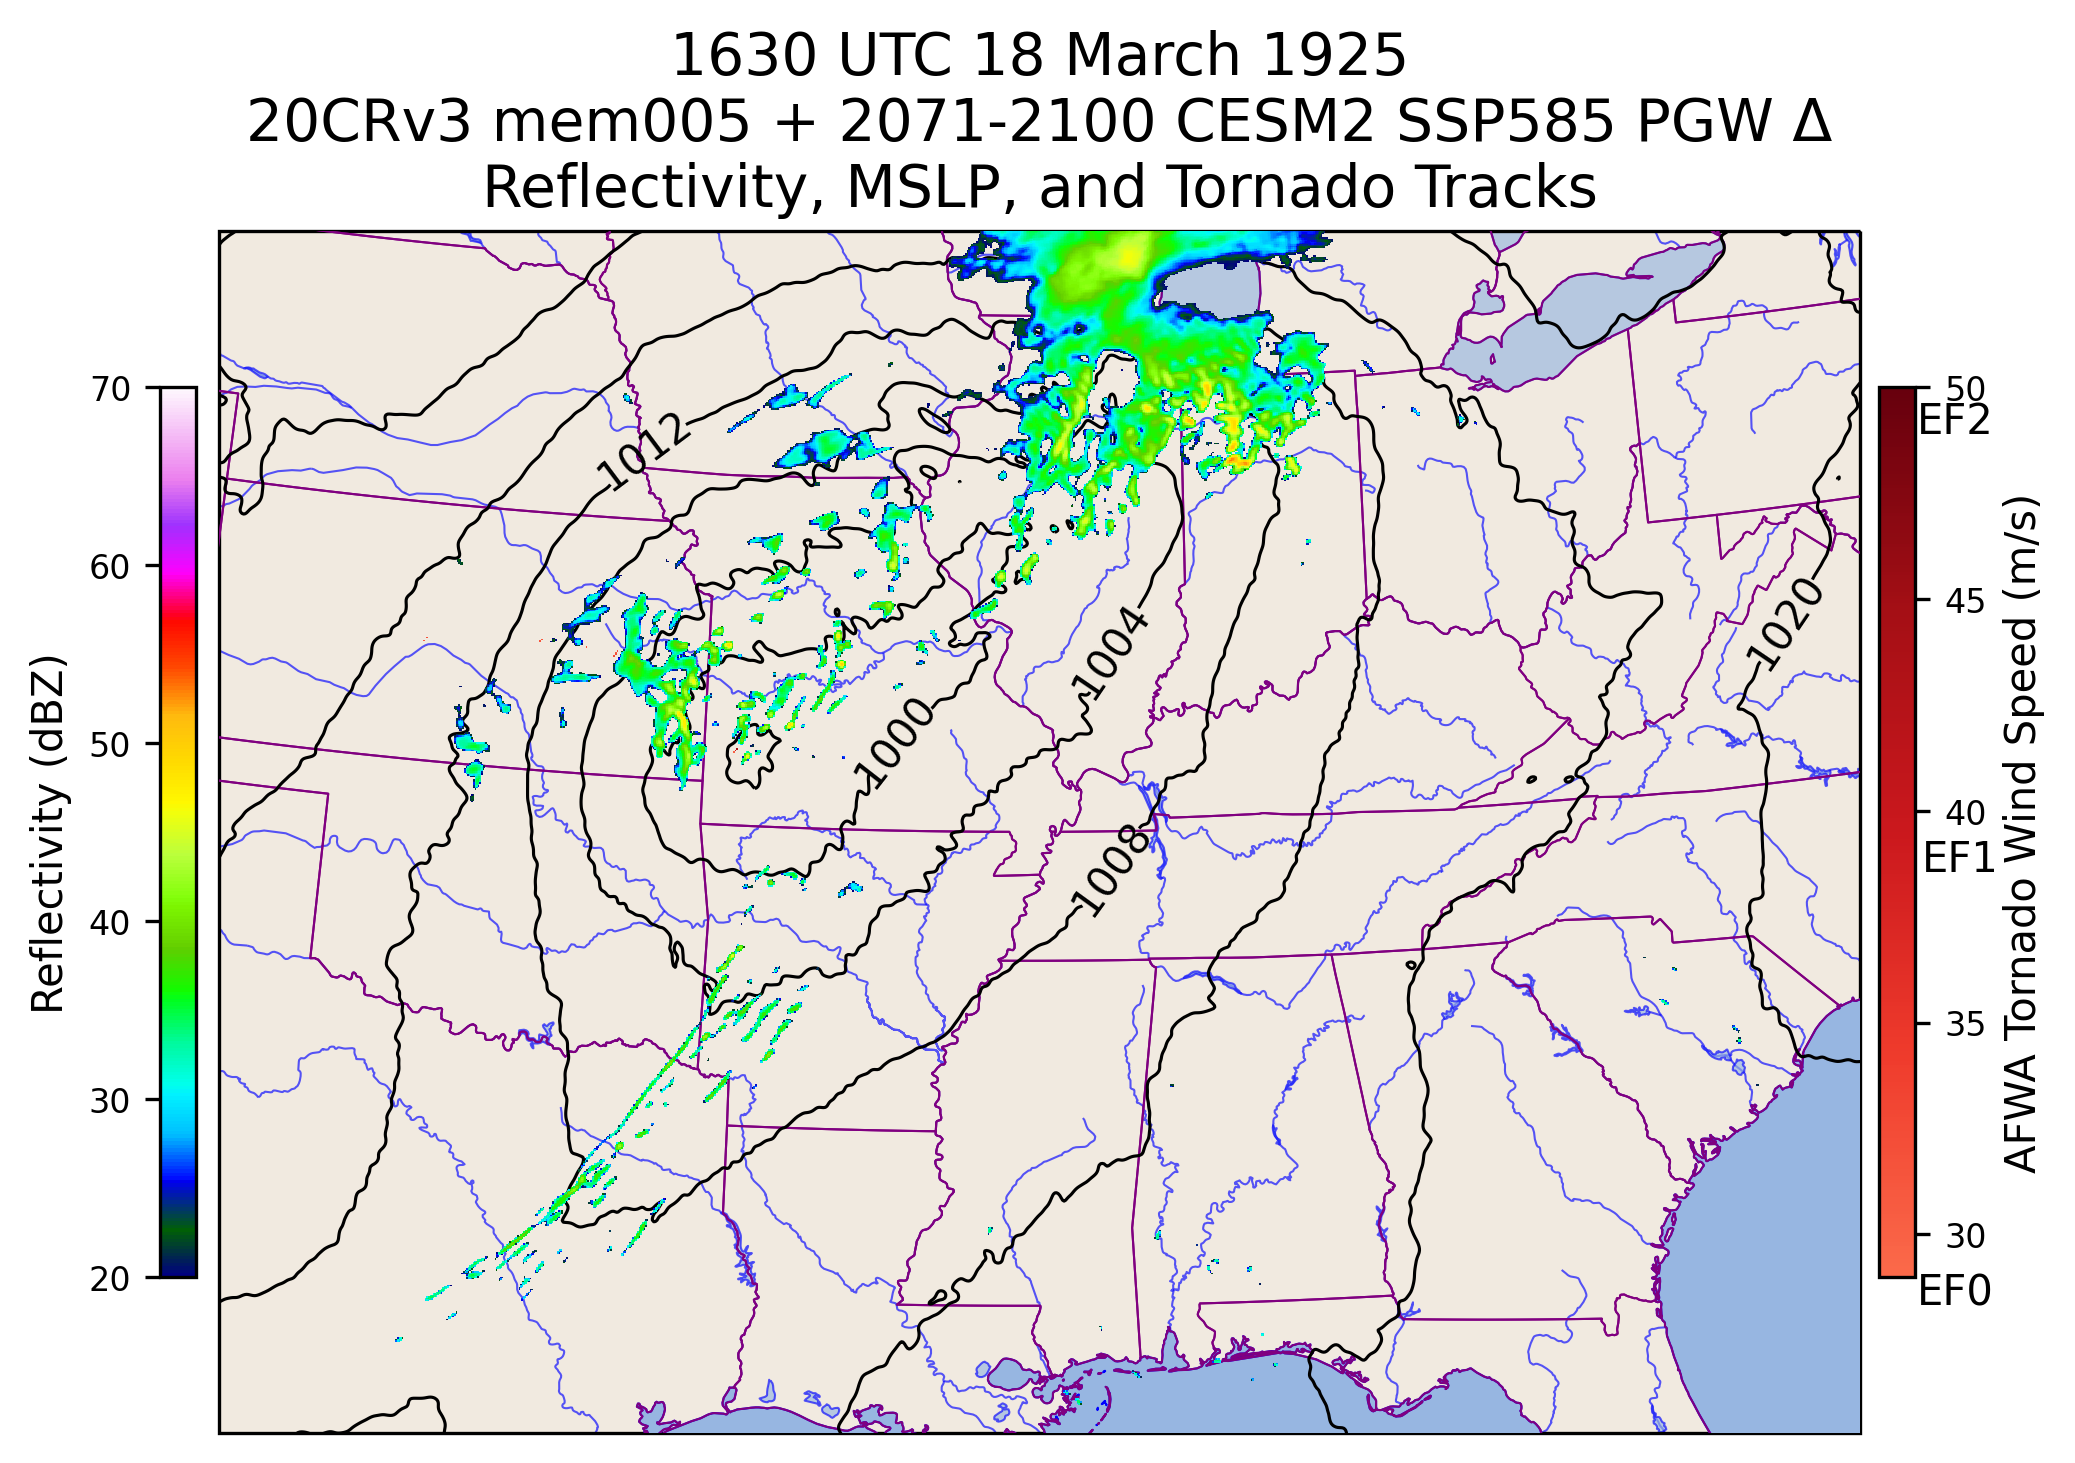 1630 UTC 18 March 1925
20CRv3 mem005 + 2071-2100 CESM2 SSP585 PGW Δ
Reflectivity, MSLP, and Tornado Tracks
Reflectivity (dBZ)
70
60
50
40
30
20
1012
1004
1000
1008
1020
50
EF2
45
40
EF1
35
30
EF0
AFWA Tornado Wind Speed (m/s)